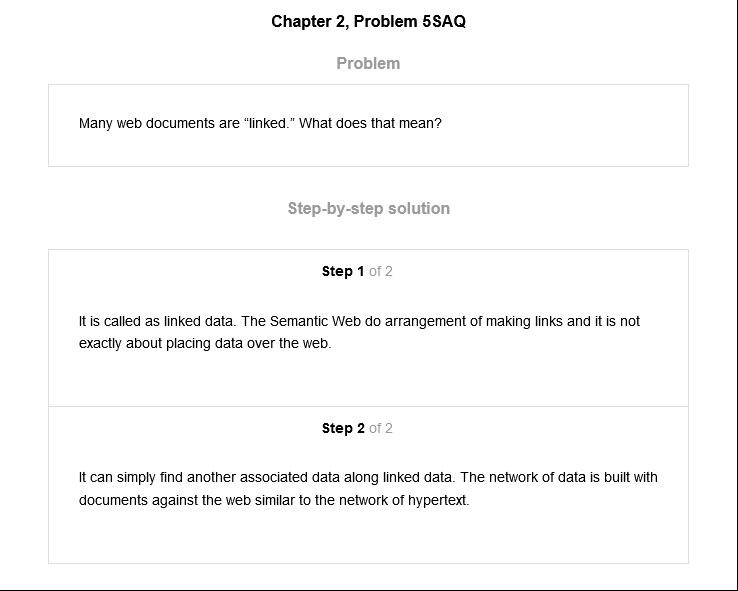 Chapter 2, Problem 5SAQ
Problem
Many web documents are “linked.” What does that mean?
Step-by-step solution
Step 1 of 2
It is called as linked data. The Semantic Web do arrangement of making links and it is not
exactly about placing data over the web.
Step 2 of 2
It can simply find another associated data along linked data. The network of data is built with
documents against the web similar to the network of hypertext.